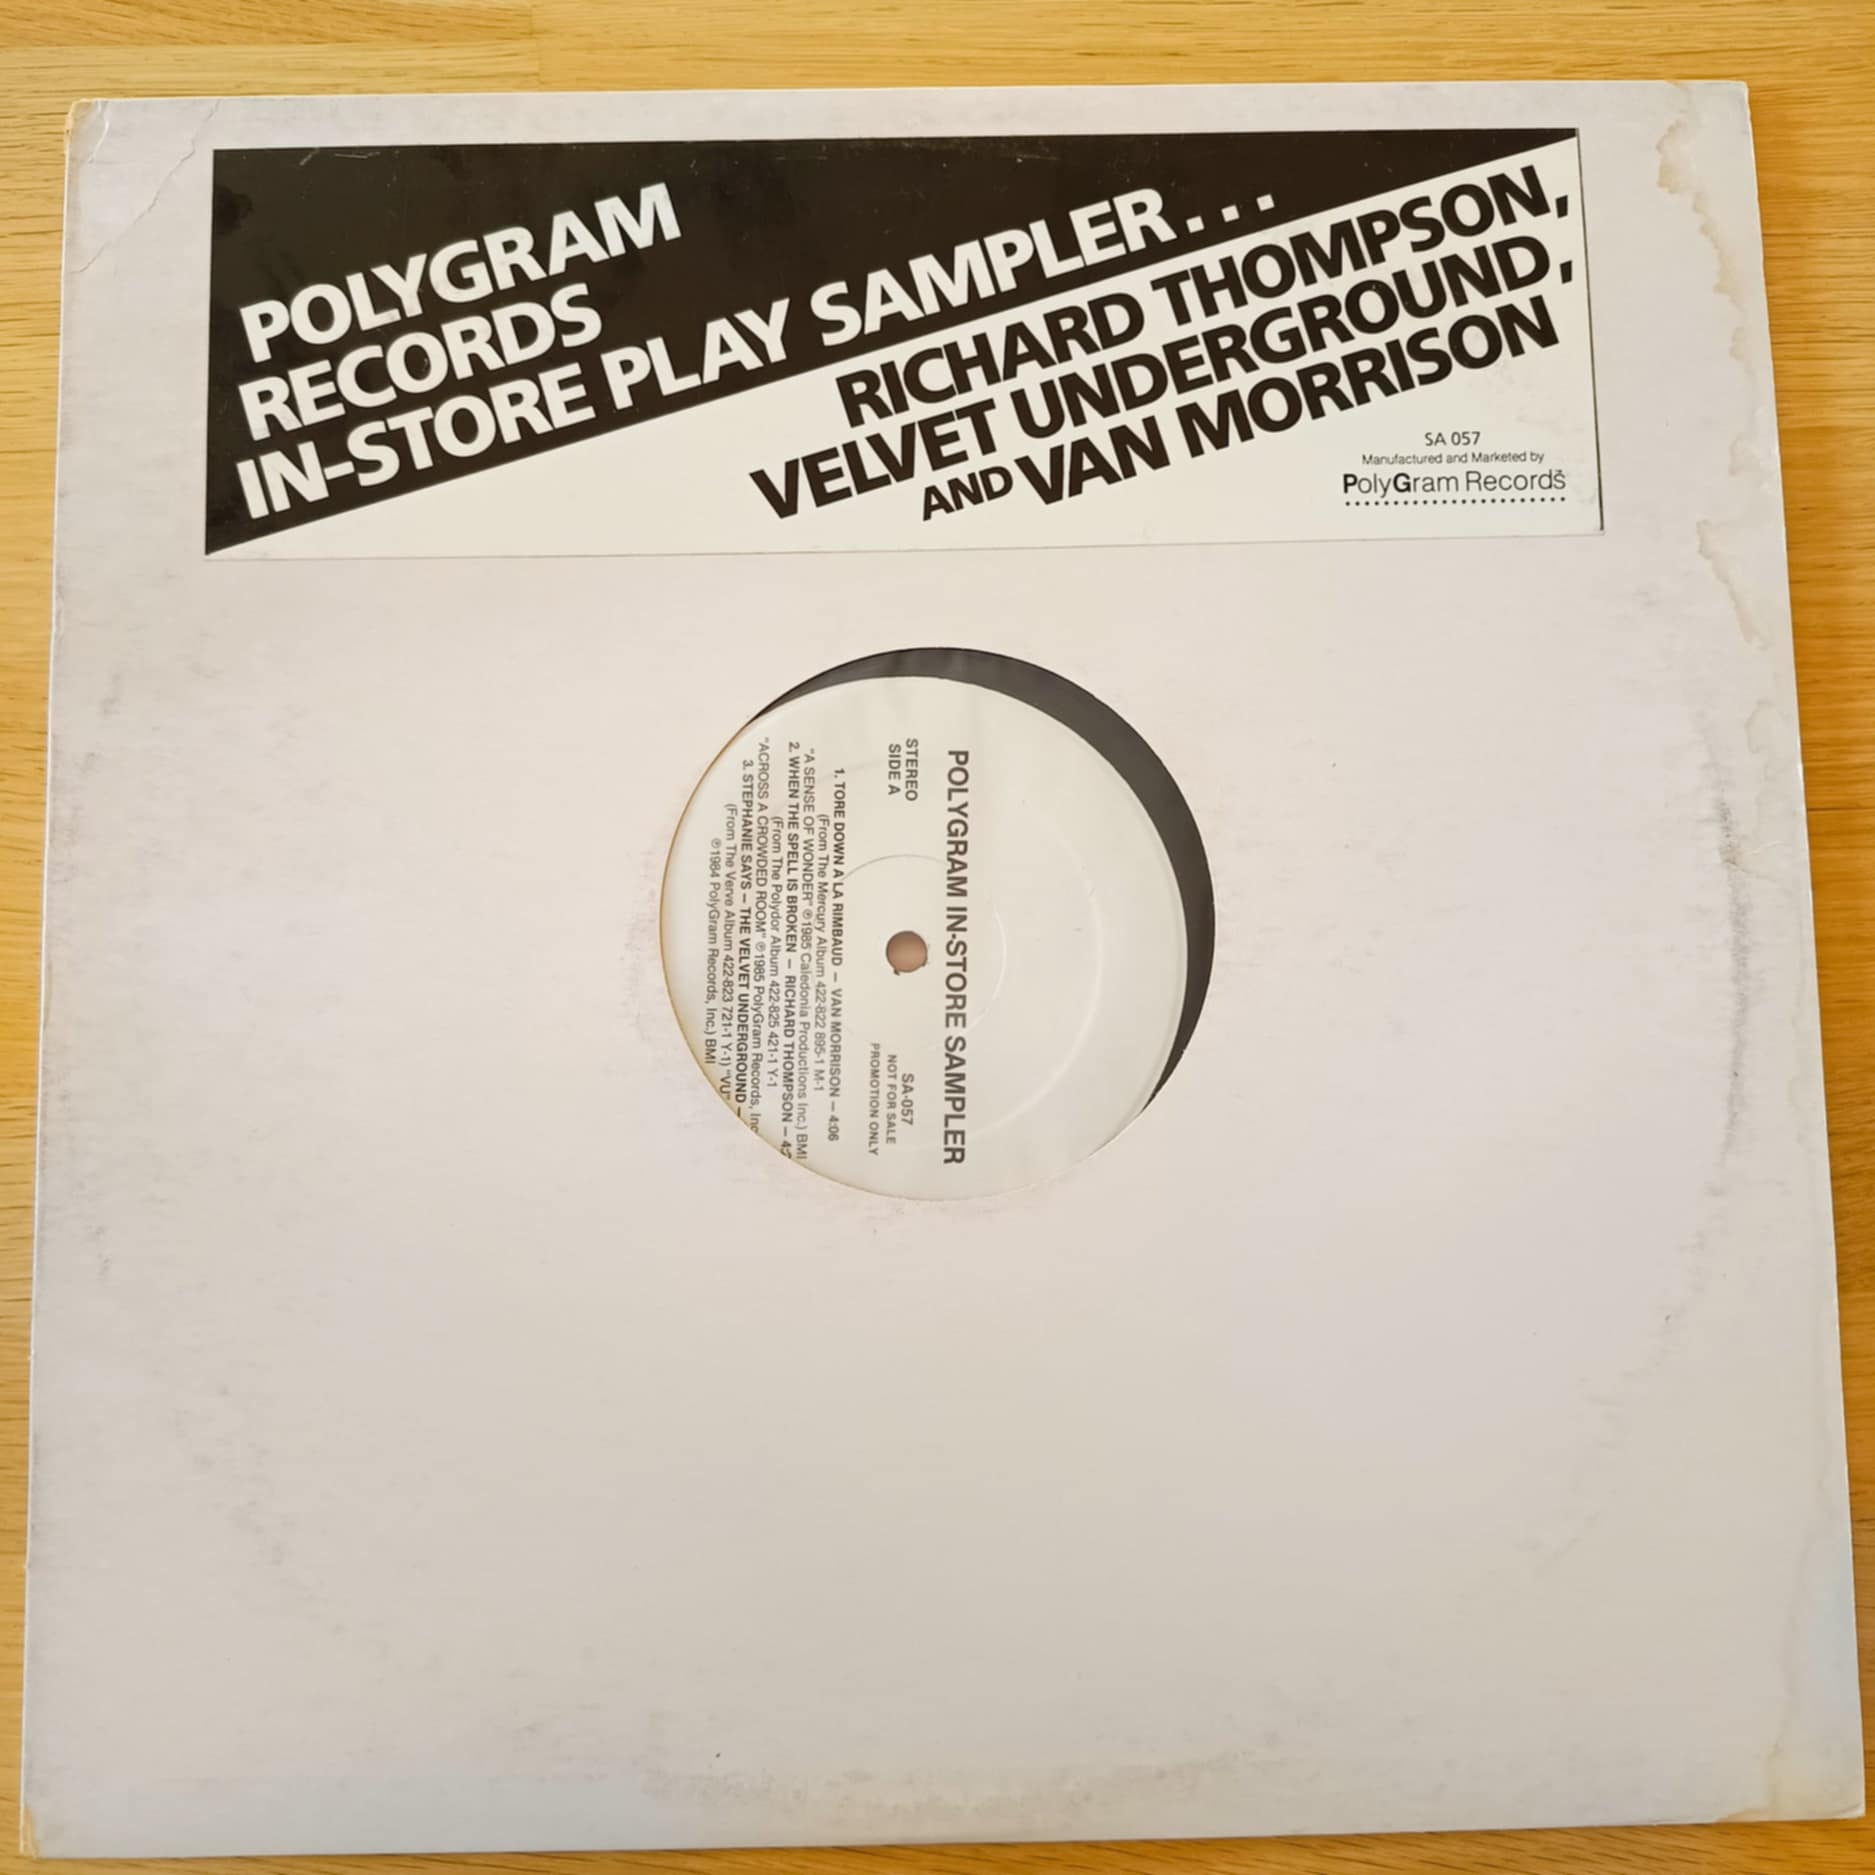 POLYGRAM
RECORDS
IN-STORE PLAY SAMPLER...
RICHARD THOMPSON,
VELVET UNDERGROUND,
AND VAN MORRISON
SA 057
Manufactured and Marketed by
PolyGram Records
POLYGRAM IN-STORE SAMPLER
STEREO
SIDE A
SA-057
NOT FOR SALE
PROMOTION ONLY
1. TORE DOWN A LA RIMBAUD – VAN MORRISON – 4:06
(From The Mercury Album 422-822 895-1 M-1
"A SENSE OF WONDER" ℗1985 Caledonia Productions Inc.) BMI
2. WHEN THE SPELL IS BROKEN – RICHARD THOMPSON –
(From The Polydor Album 422-825 421-1 Y-1
"ACROSS A CROWDED ROOM" ℗1985 PolyGram Records, Inc
3. STEPHANIE SAYS – THE VELVET UNDERGROUND –
(From The Verve Album 422-823 721-1 Y-1) "VU"
℗1984 PolyGram Records, Inc.) BMI